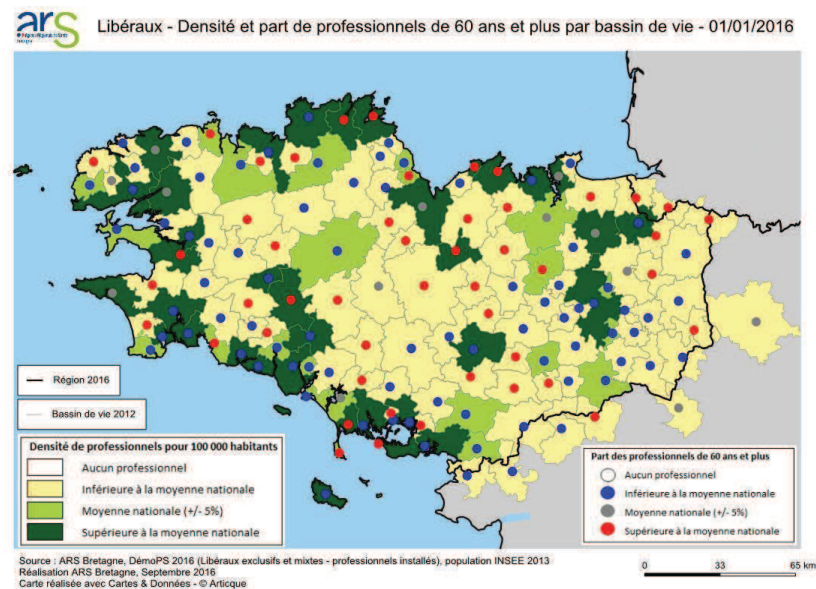 ars
Libéraux - Densité et part de professionnels de 60 ans et plus par bassin de vie - 01/01/2016
Région 2016
Bassin de vie 2012
Densité de professionnels pour 100 000 habitants
Aucun professionnel
Inférieure à la moyenne nationale
Moyenne nationale (+/- 5%)
Supérieure à la moyenne nationale
Part des professionnels de 60 ans et plus
Aucun professionnel
Inférieure à la moyenne nationale
Moyenne nationale (+/- 5%)
Supérieure à la moyenne nationale
Source : ARS Bretagne, DémoPS 2016 (Libéraux exclusifs et mixtes - professionnels installés), population INSEE 2013
Réalisation ARS Bretagne, Septembre 2016
Carte réalisée avec Cartes & Données - © Articque
0 33 65 km